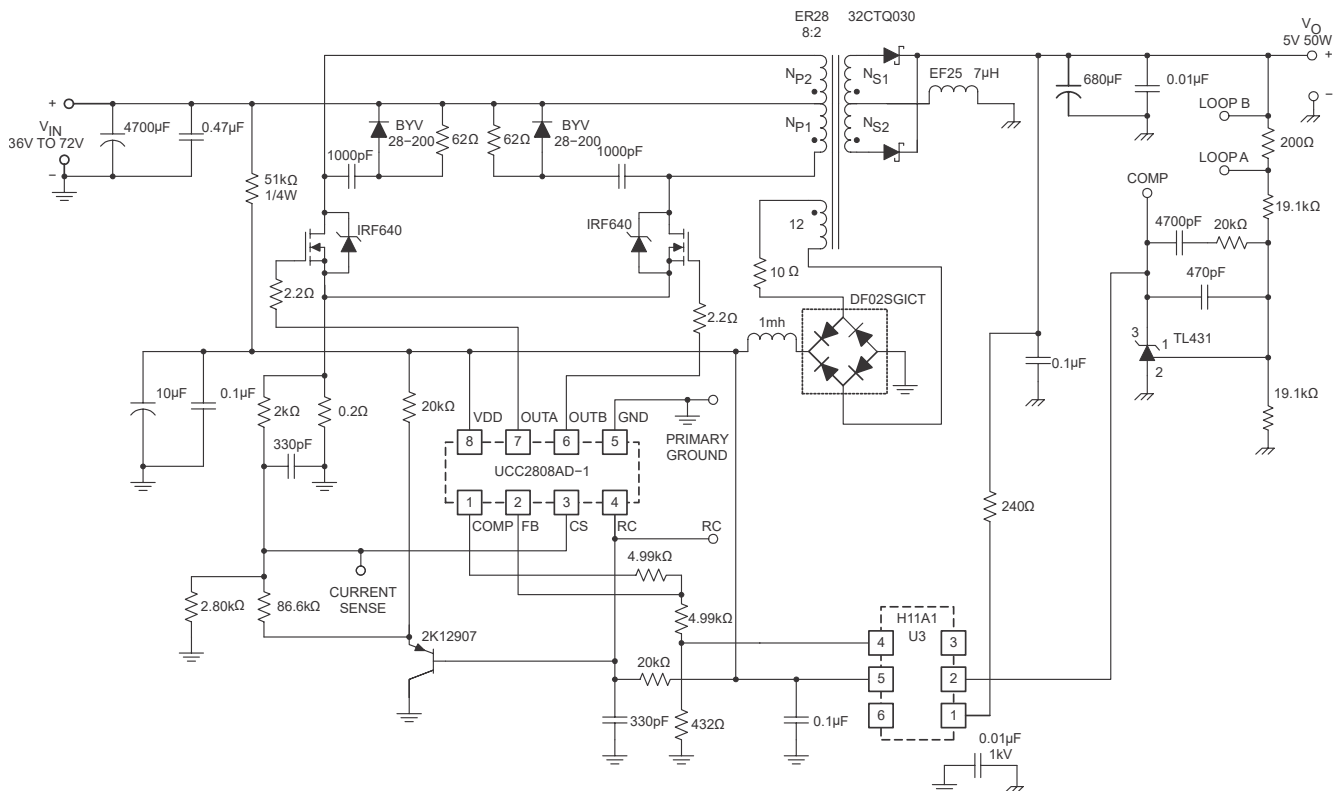 ER28 32CTQ030
8:2
VO
5V 50W
+
−
NP2
NS1
EF25 7µH
680µF
0.01µF
LOOP B
200Ω
LOOP A
+
VIN
36V TO 72V
−
4700µF
0.47µF
BYV
28−200
62Ω
62Ω
BYV
28−200
NP1
NS2
1000pF
1000pF
51kΩ
1/4W
COMP
19.1kΩ
4700pF
20kΩ
IRF640
IRF640
12
10 Ω
470pF
2.2Ω
2.2Ω
DF02SGICT
1mh
3
1
TL431
2
0.1µF
10µF
0.1µF
2kΩ
0.2Ω
20kΩ
19.1kΩ
VDD
OUTA
OUTB
GND
8
7
6
5
PRIMARY
GROUND
330pF
UCC2808AD−1
1
2
3
4
COMP
FB
CS
RC
RC
240Ω
4.99kΩ
CURRENT
SENSE
2.80kΩ
86.6kΩ
4.99kΩ
H11A1
U3
2K12907
4
3
20kΩ
5
2
6
1
330pF
432Ω
0.1µF
0.01µF
1kV